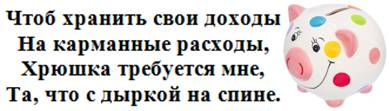 Чтоб хранить свои доходы
На карманные расходы,
Хрюшка требуется мне,
Та, что с дыркой на спине.